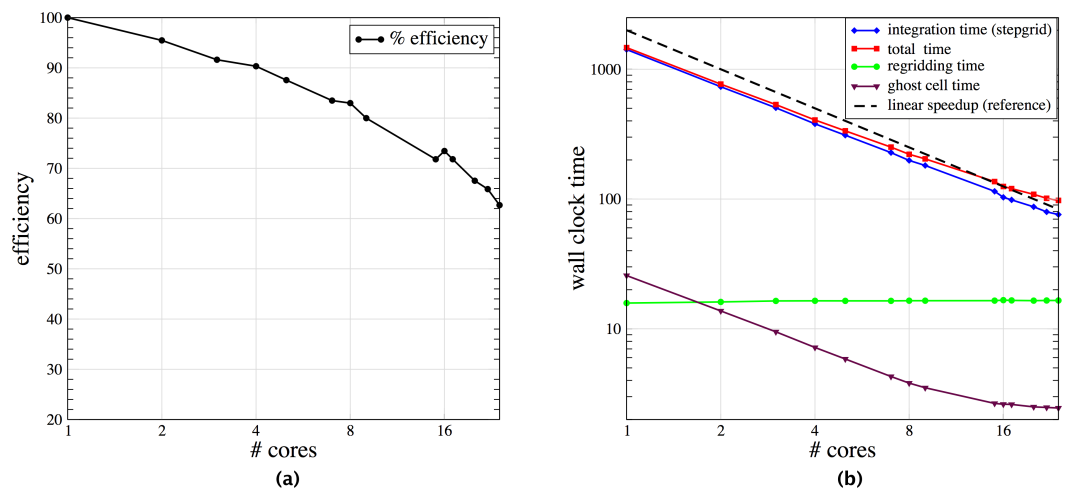 % efficiency
100
90
80
70
60
50
40
30
20
efficiency
1 2 4 8 16
# cores
(a)
integration time (stepgrid)
total time
regridding time
ghost cell time
linear speedup (reference)
1000
100
10
wall clock time
1 2 4 8 16
# cores
(b)